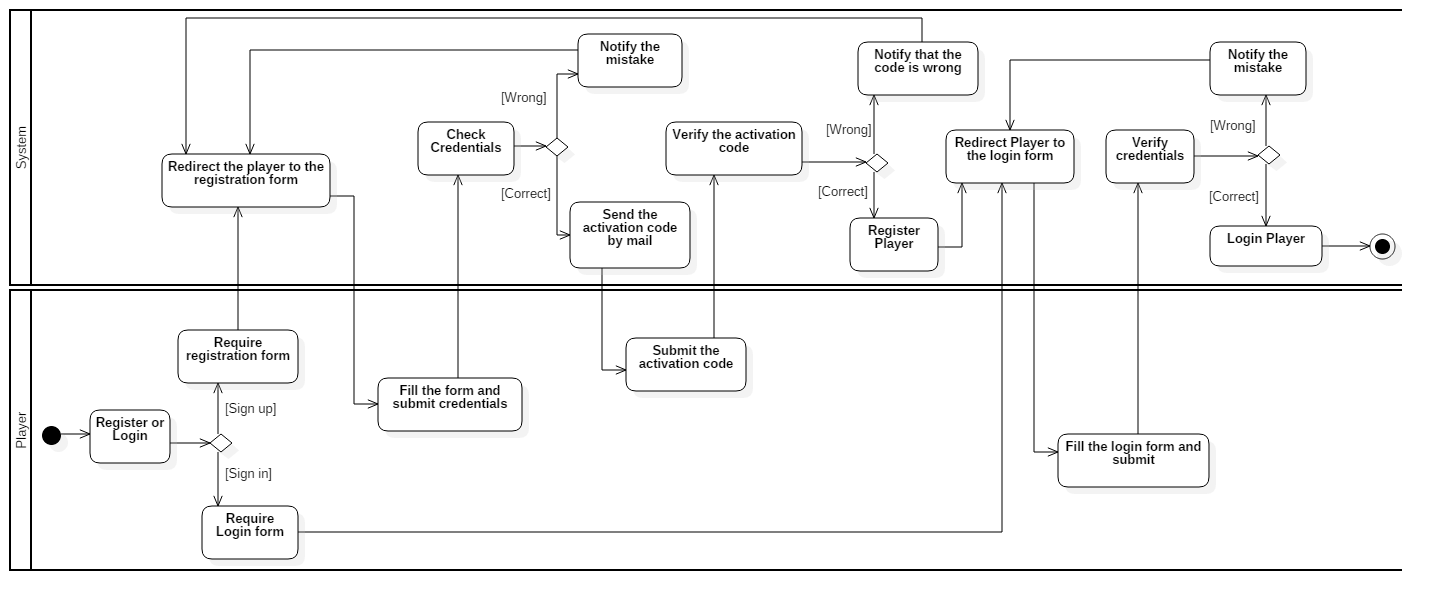 System
Notify the
mistake
[Wrong]
Check
Credentials
[Correct]
Redirect the player to the
registration form
Send the
activation code
by mail
Notify that the
code is wrong
[Wrong]
Verify the activation
code
[Correct]
Register
Player
Redirect Player to
the login form
Notify the
mistake
[Wrong]
Verify
credentials
[Correct]
Login Player
Player
Require
registration form
[Sign up]
Register or
Login
[Sign in]
Require
Login form
Fill the form and
submit credentials
Submit the
activation code
Fill the login form and
submit